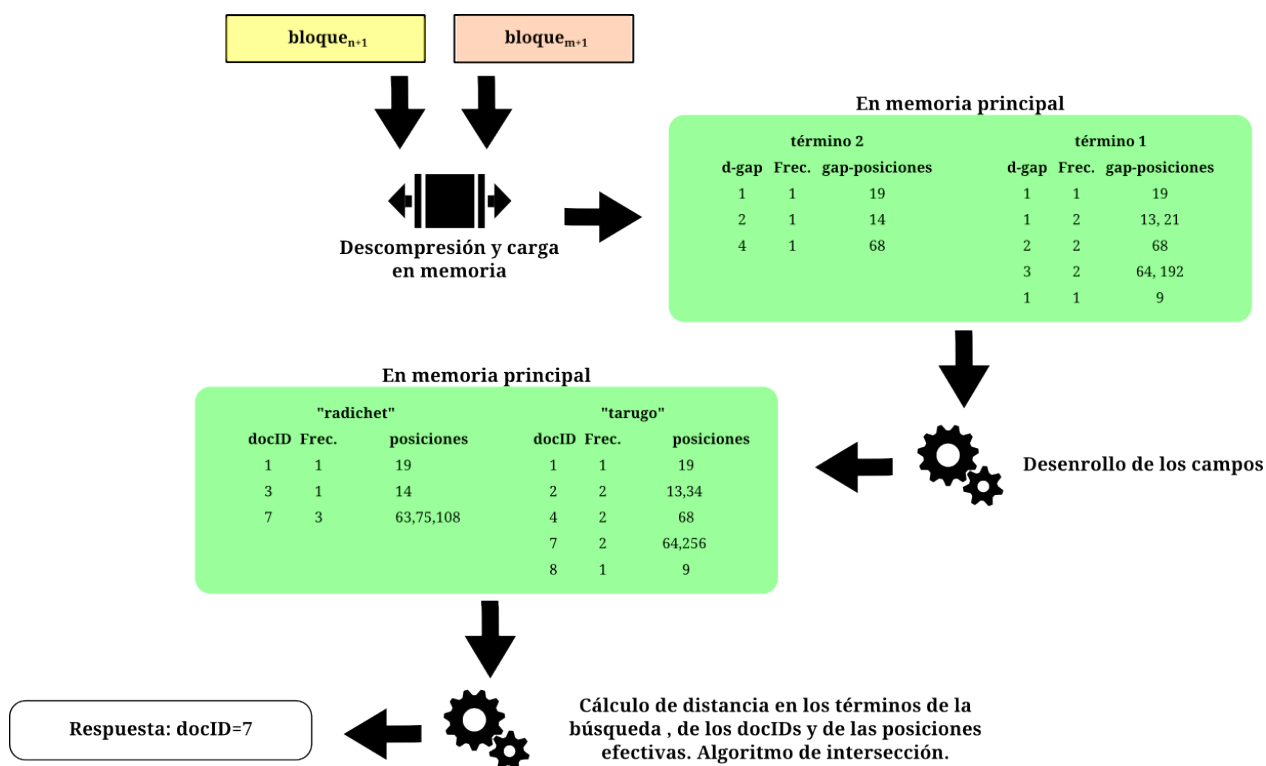 bloqueₙ₊₁
bloqueₘ₊₁
Descompresión y carga
en memoria
En memoria principal
término 2
d-gap Frec. gap-posiciones
1 1 19
2 1 14
4 1 68
término 1
d-gap Frec. gap-posiciones
1 1 19
1 2 13, 21
2 2 68
3 2 64, 192
1 1 9
Desenrollo de los campos
En memoria principal
"radichet"
docID Frec. posiciones
1 1 19
3 1 14
7 3 63,75,108
"tarugo"
docID Frec. posiciones
1 1 19
2 2 13,34
4 2 68
7 2 64,256
8 1 9
Cálculo de distancia en los términos de la
búsqueda , de los docIDs y de las posiciones
efectivas. Algoritmo de intersección.
Respuesta: docID=7